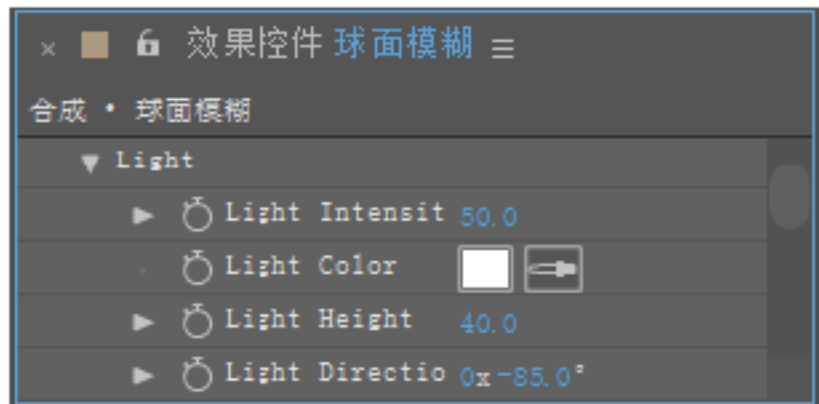 效果控件 球面模糊
合成 • 球面模糊
Light
Light Intensit 50.0
Light Color
Light Height 40.0
Light Directio 0x-85.0°